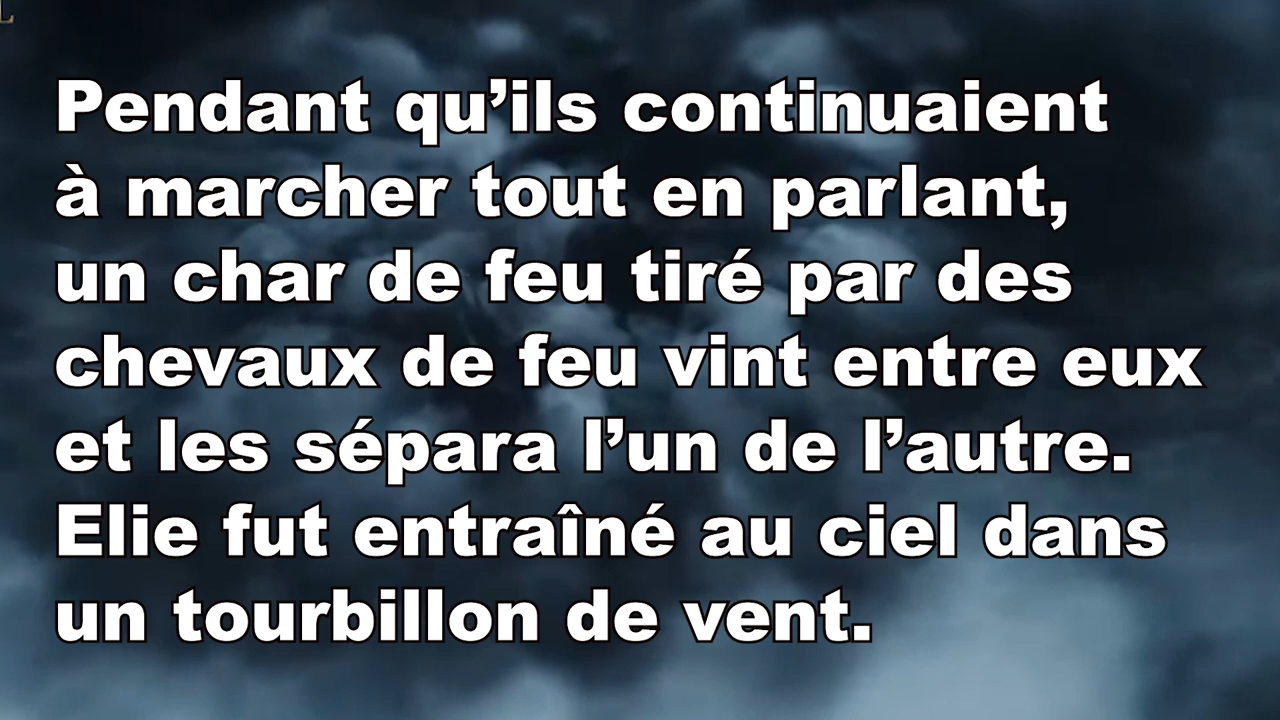 Pendant qu’ils continuaient
à marcher tout en parlant,
un char de feu tiré par des
chevaux de feu vint entre eux
et les sépara l’un de l’autre.
Elie fut entraîné au ciel dans
un tourbillon de vent.